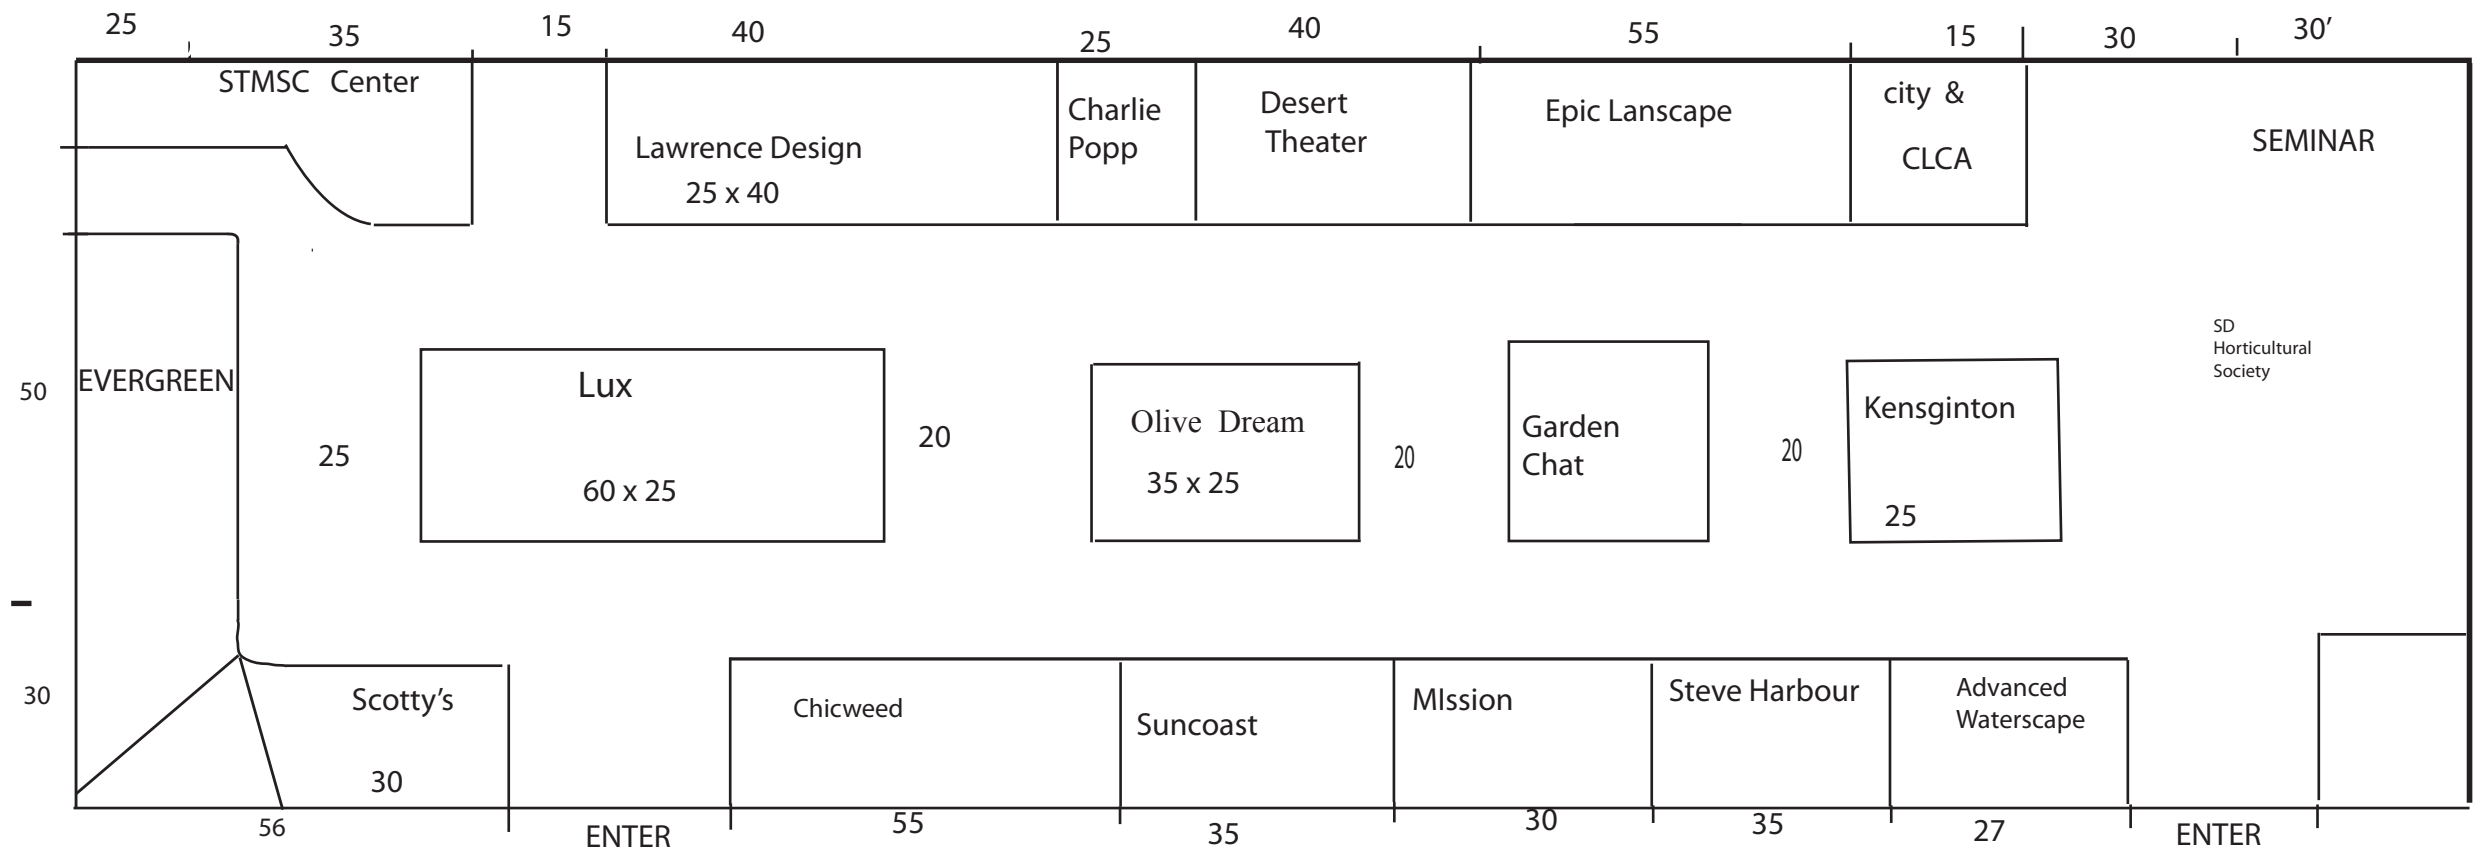 25
35
15
40
25
40
55
15
30
30’
STMSC Center
Lawrence Design
25 x 40
Charlie
Popp
Desert
Theater
Epic Lanscape
city &
CLCA
SEMINAR
SD
Horticultural
Society
50
EVERGREEN
25
Lux
60 x 25
20
Olive Dream
35 x 25
20
Garden
Chat
20
Kensginton
25
30
Scotty’s
30
Chicweed
Suncoast
MIssion
Steve Harbour
Advanced
Waterscape
56
ENTER
55
35
30
35
27
ENTER